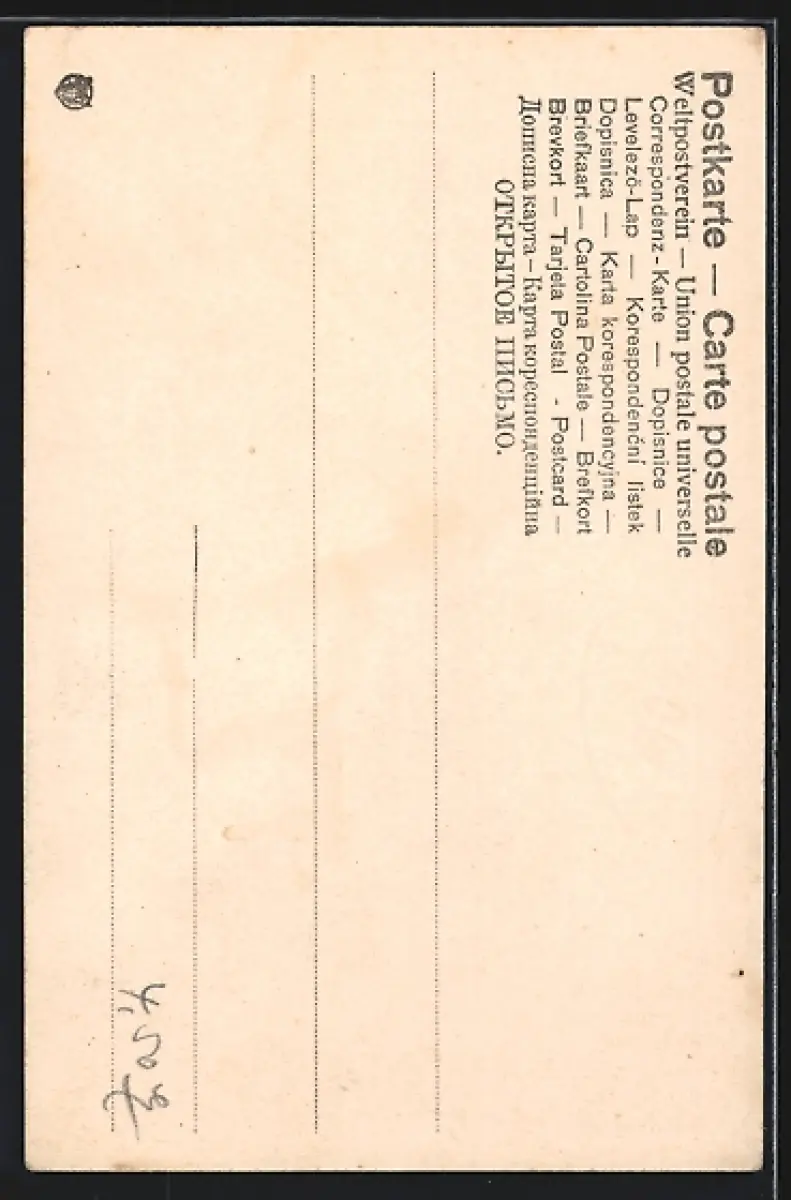 Postkarte — Carte postale
Weltpostverein — Union postale universelle
Correspondenz-Karte — Dopisnice —
Levelező-Lap — Korespondenční listek
Dopisnica — Karta korespondencyjna —
Briefkaart — Cartolina Postale — Brefkort
Brevkort — Tarjeta Postal - Postcard —
Дописна карта — Карта кореспонденційна
ОТКРЫТОЕ ПИСЬМО.